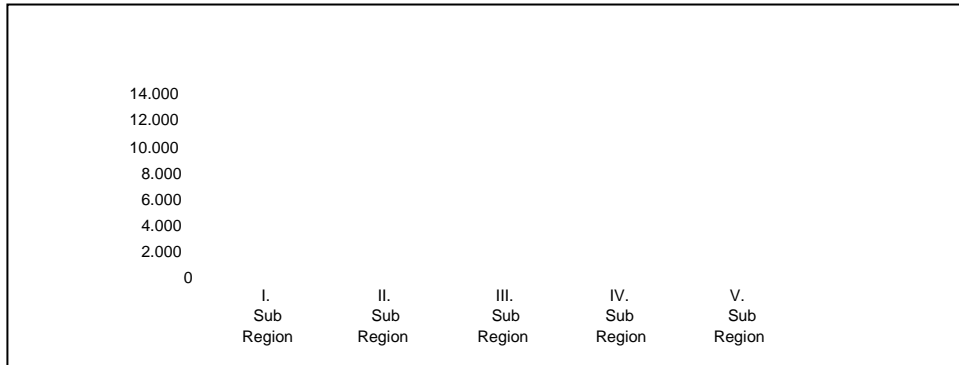 14.000
12.000
10.000
8.000
6.000
4.000
2.000
0
I. II. III. IV. V.
Sub Sub Sub Sub Sub
Region Region Region Region Region